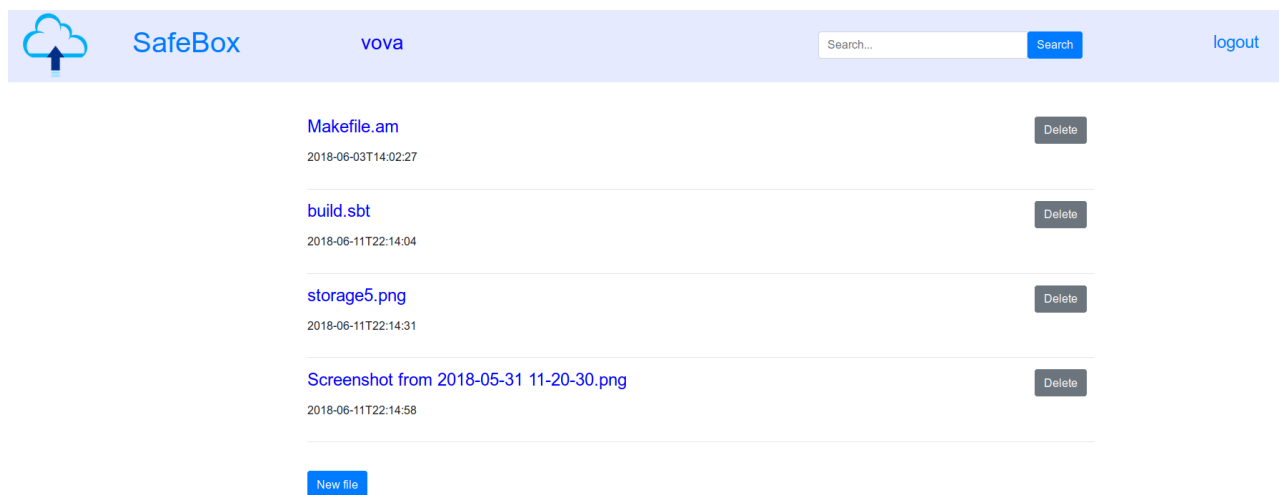 SafeBox vova Search... Search logout
Makefile.am Delete
2018-06-03T14:02:27
build.sbt Delete
2018-06-11T22:14:04
storage5.png Delete
2018-06-11T22:14:31
Screenshot from 2018-05-31 11-20-30.png Delete
2018-06-11T22:14:58
New file